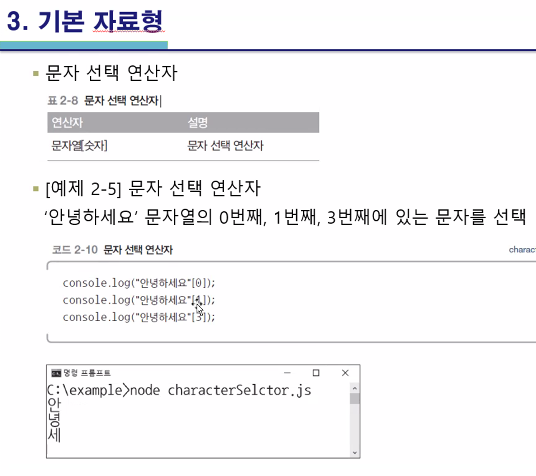 3. 기본 자료형
문자 선택 연산자
표 2-8 문자 선택 연산자
연산자 설명
문자열[숫자] 문자 선택 연산자
[예제 2-5] 문자 선택 연산자
‘안녕하세요’ 문자열의 0번째, 1번째, 3번째에 있는 문자를 선택
코드 2-10 문자 선택 연산자 charac
console.log("안녕하세요"[0]);
console.log("안녕하세요"[1]);
console.log("안녕하세요"[3]);
명령 프롬프트
C:\example>node characterSelctor.js
안
녕
세